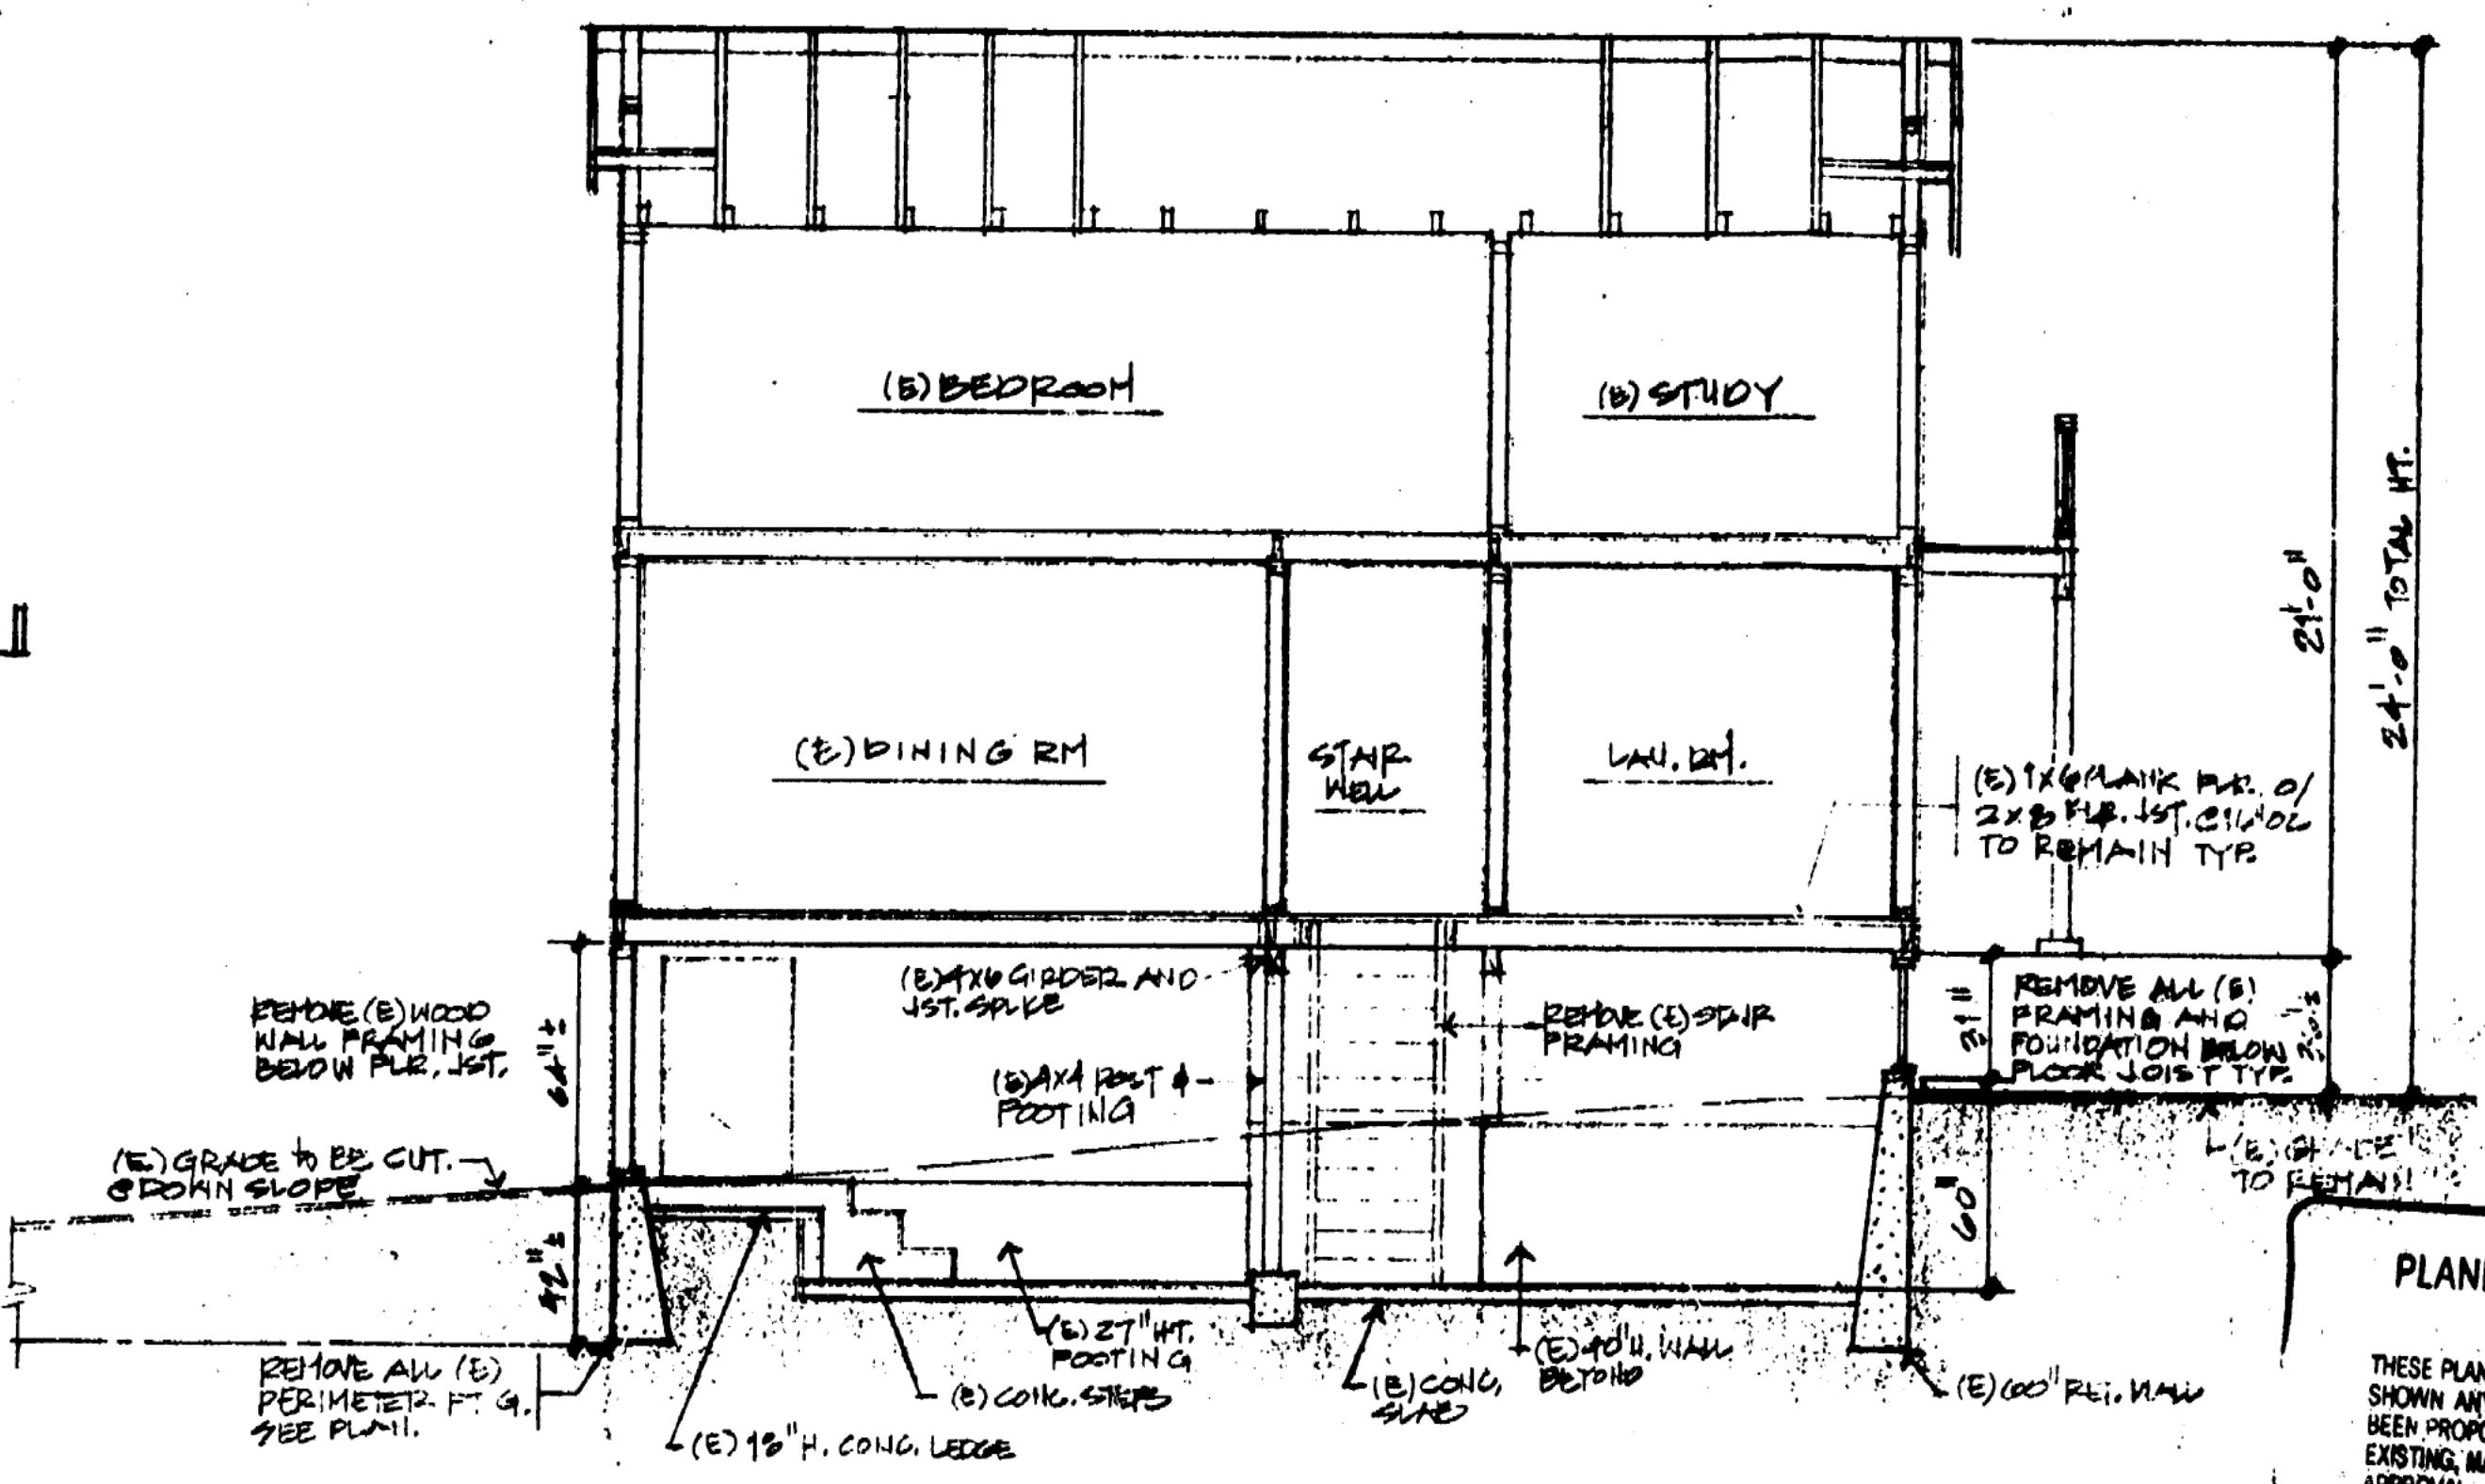 (E) BEDROOM
(E) STUDY
21'-0"
24'-0" TOTAL HT.
(E) DINING RM
STAIR
WELL
LAU. RM.
(E) 1x6 PLANK FLR. O/
2x8 FLR. JST. @16"OC
TO REMAIN TYP.
REMOVE (E) WOOD
WALL FRAMING
BELOW FLR. JST.
64"±
(E) 4x6 GIRDER AND
JST. SPLICE
REMOVE (E) STAIR
FRAMING
(E) 4x4 POST &
FOOTING
31"
REMOVE ALL (E)
FRAMING AND
FOUNDATION BELOW
FLOOR JOIST TYP.
(E) GRADE TO BE CUT.
@ DOWN SLOPE
(E) GRADE
TO REMAIN
42"±
60"
REMOVE ALL (E)
PERIMETER FT'G.
SEE PLAN.
(E) 18" H. CONC. LEDGE
(E) CONC. STEPS
(E) 27" HT.
FOOTING
(E) CONC.
SLAB
(E) 40" H. WALL
BEYOND
(E) 60" RET. WALL
PLAN
THESE PLAN
SHOWN AN
BEEN PROPO
EXISTING, M